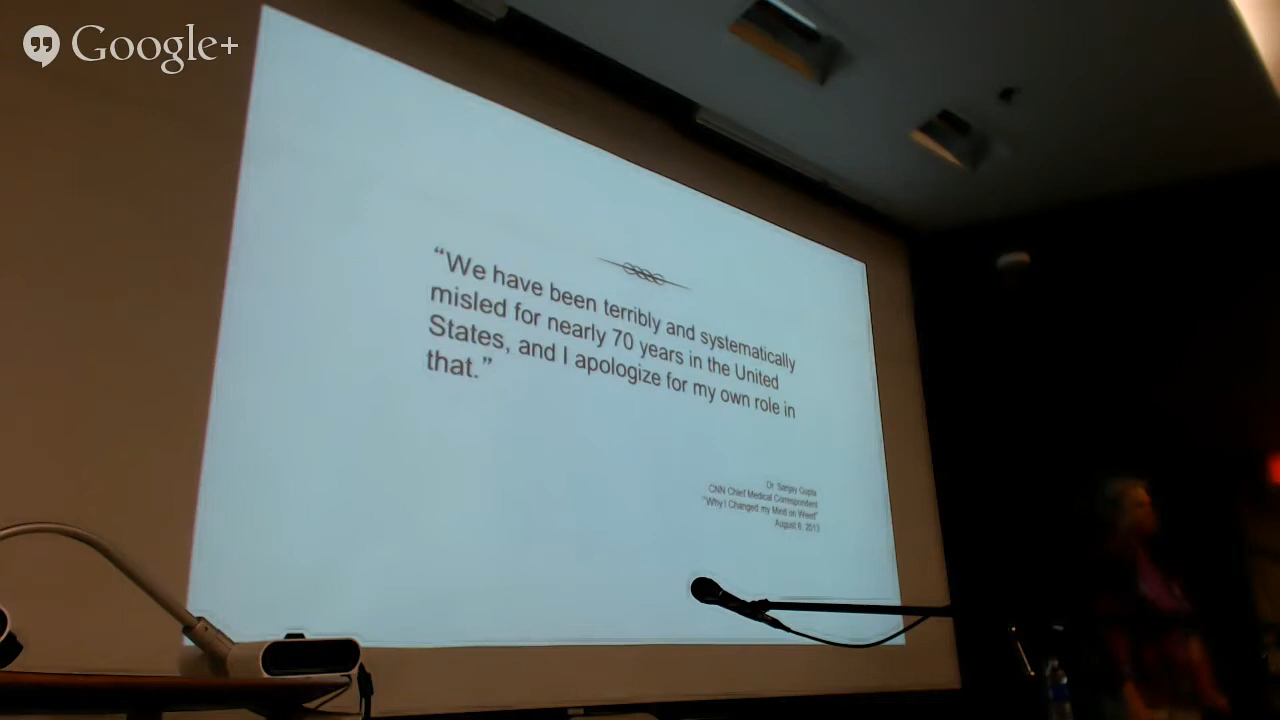 Google+
“We have been terribly and systematically
misled for nearly 70 years in the United
States, and I apologize for my own role in
that.”
Dr. Sanjay Gupta
CNN Chief Medical Correspondent
"Why I Changed my Mind on Weed"
August 8, 2013